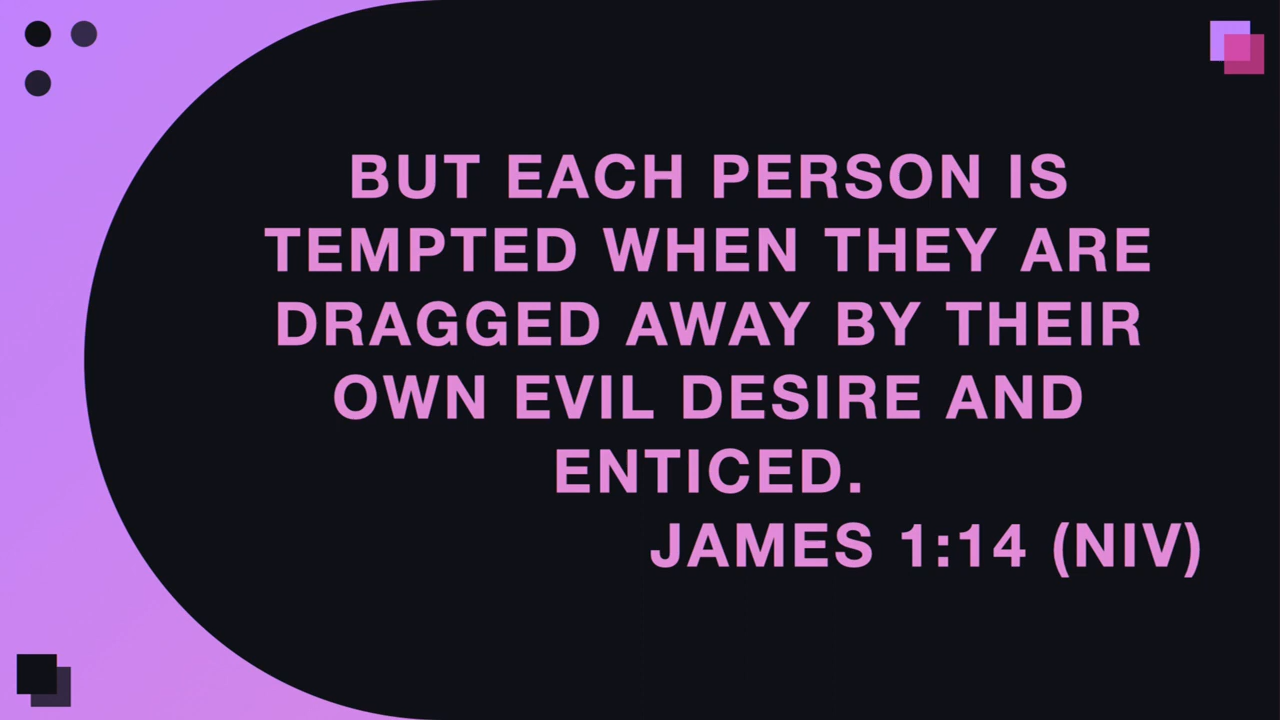 BUT EACH PERSON IS
TEMPTED WHEN THEY ARE
DRAGGED AWAY BY THEIR
OWN EVIL DESIRE AND
ENTICED.
JAMES 1:14 (NIV)